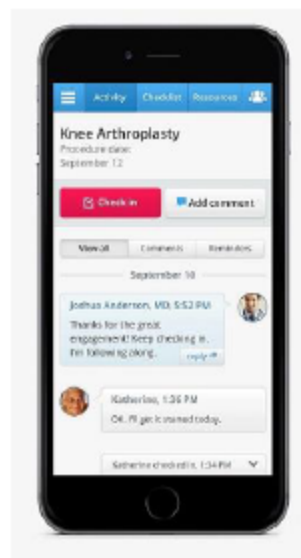 Activity Checklist Resources
Knee Arthroplasty
Procedure date:
September 12
Check in Add comment
View all Comments Reminders
September 10
Joshua Anderson, MD, 5:52 PM
Thanks for the great
engagement! Keep checking in.
I'm following along.
reply
Katherine, 1:36 PM
OK. I'll get it started today.
Katherine checked in, 1:34 PM